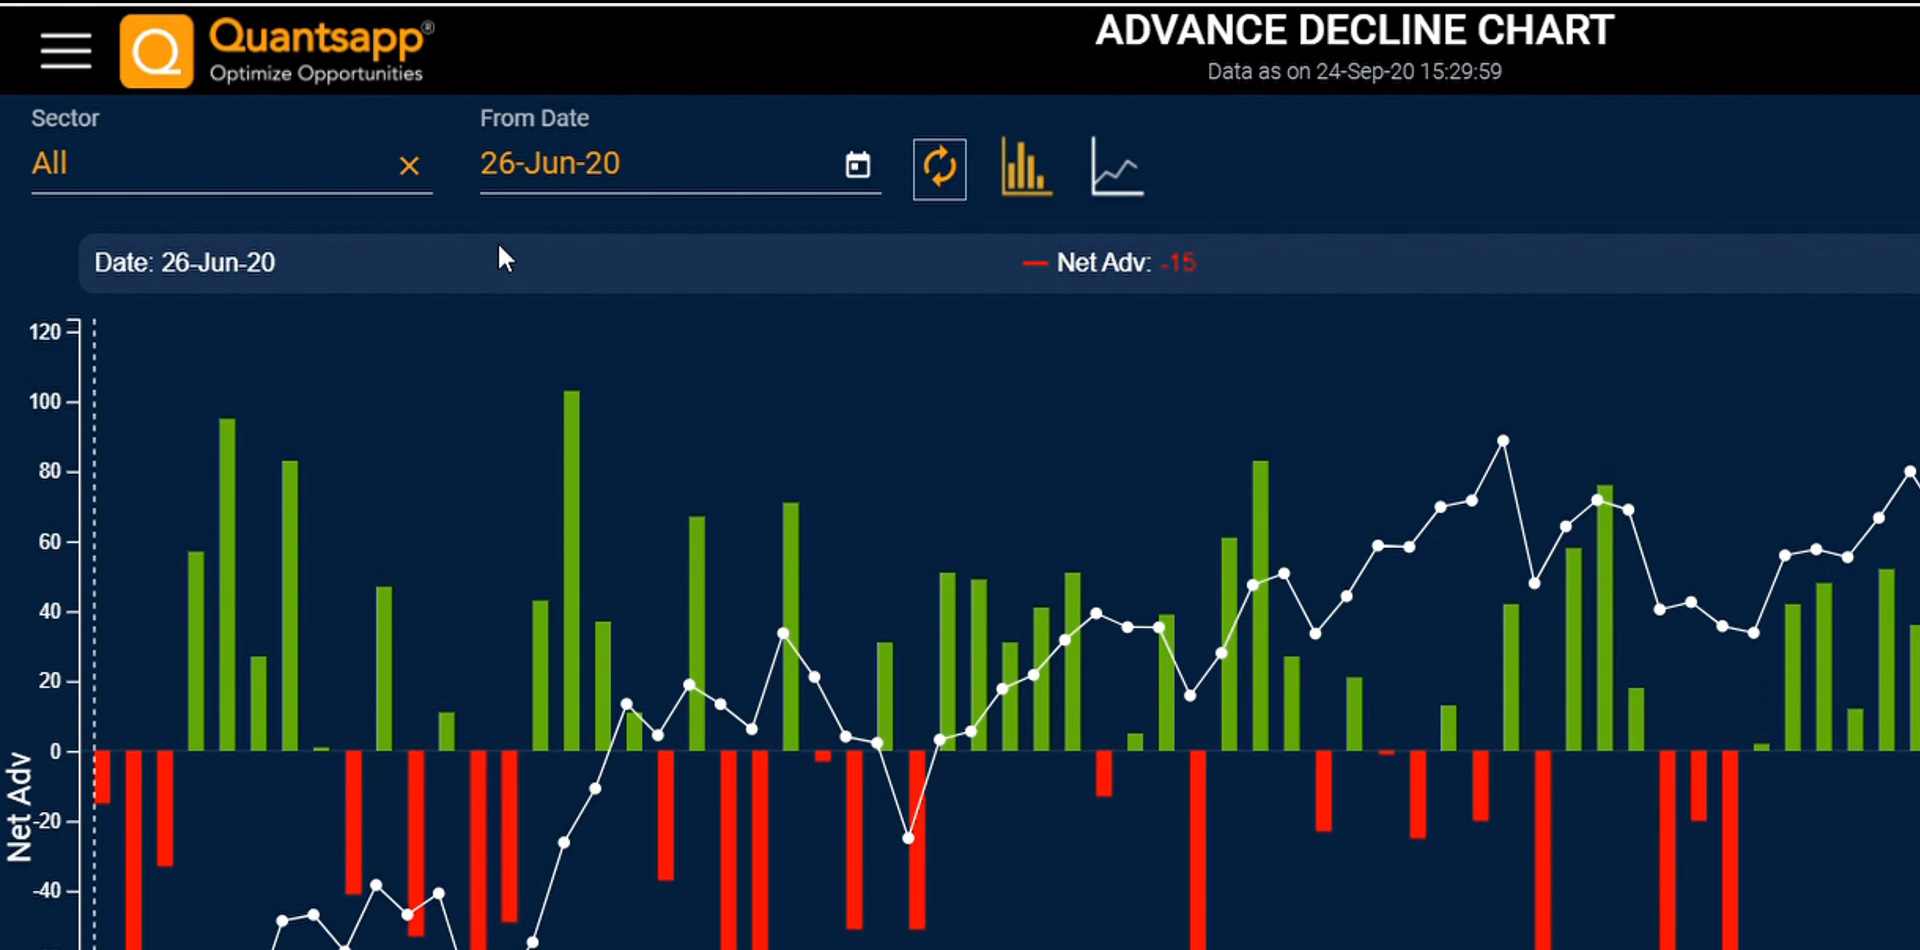 Quantsapp®
Optimize Opportunities
ADVANCE DECLINE CHART
Data as on 24-Sep-20 15:29:59
Sector
From Date
All
26-Jun-20
Date: 26-Jun-20
Net Adv: -15
120
100
80
60
40
20
0
-20
-40
Net Adv